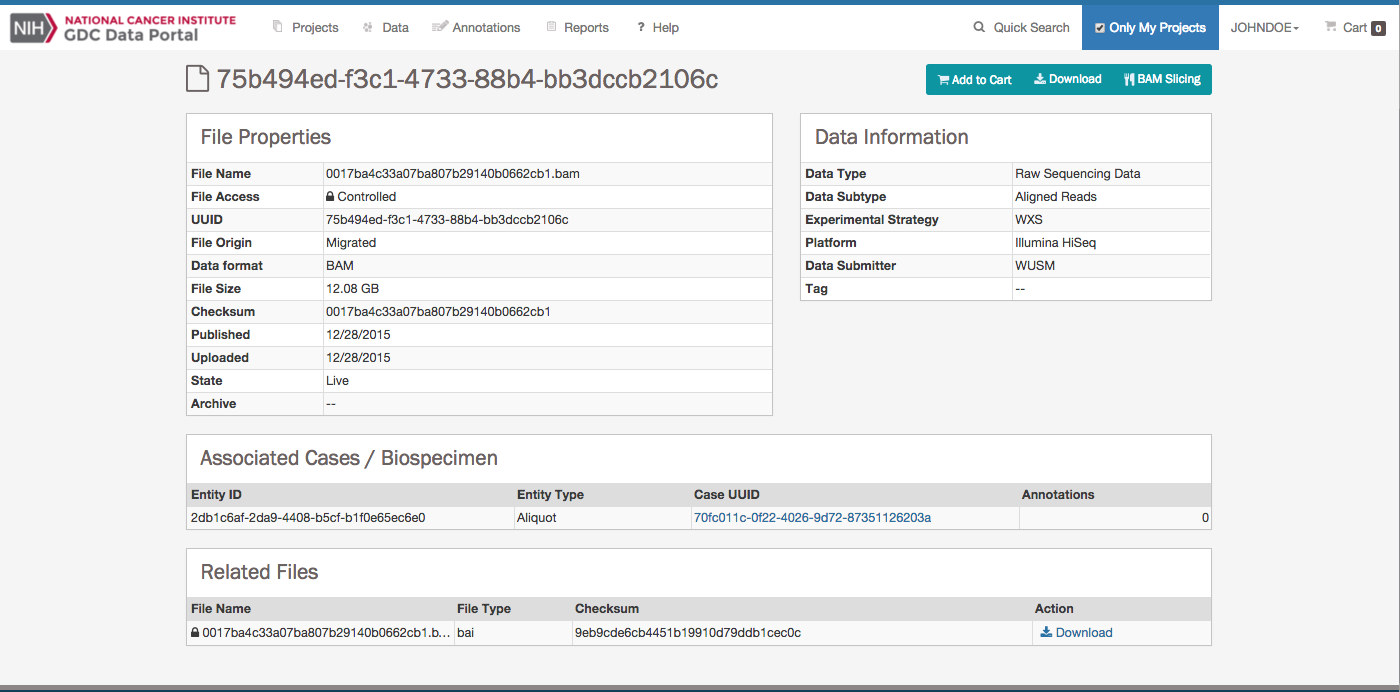 NIH NATIONAL CANCER INSTITUTE
GDC Data Portal
Projects Data Annotations Reports ? Help Quick Search Only My Projects JOHNDOE Cart 0
75b494ed-f3c1-4733-88b4-bb3dccb2106c
Add to Cart Download BAM Slicing
File Properties
File Name 0017ba4c33a07ba807b29140b0662cb1.bam
File Access Controlled
UUID 75b494ed-f3c1-4733-88b4-bb3dccb2106c
File Origin Migrated
Data format BAM
File Size 12.08 GB
Checksum 0017ba4c33a07ba807b29140b0662cb1
Published 12/28/2015
Uploaded 12/28/2015
State Live
Archive --
Data Information
Data Type Raw Sequencing Data
Data Subtype Aligned Reads
Experimental Strategy WXS
Platform Illumina HiSeq
Data Submitter WUSM
Tag --
Associated Cases / Biospecimen
Entity ID Entity Type Case UUID Annotations
2db1c6af-2da9-4408-b5cf-b1f0e65ec6e0 Aliquot 70fc011c-0f22-4026-9d72-87351126203a 0
Related Files
File Name File Type Checksum Action
0017ba4c33a07ba807b29140b0662cb1.b... bai 9eb9cde6cb4451b19910d79ddb1cec0c Download